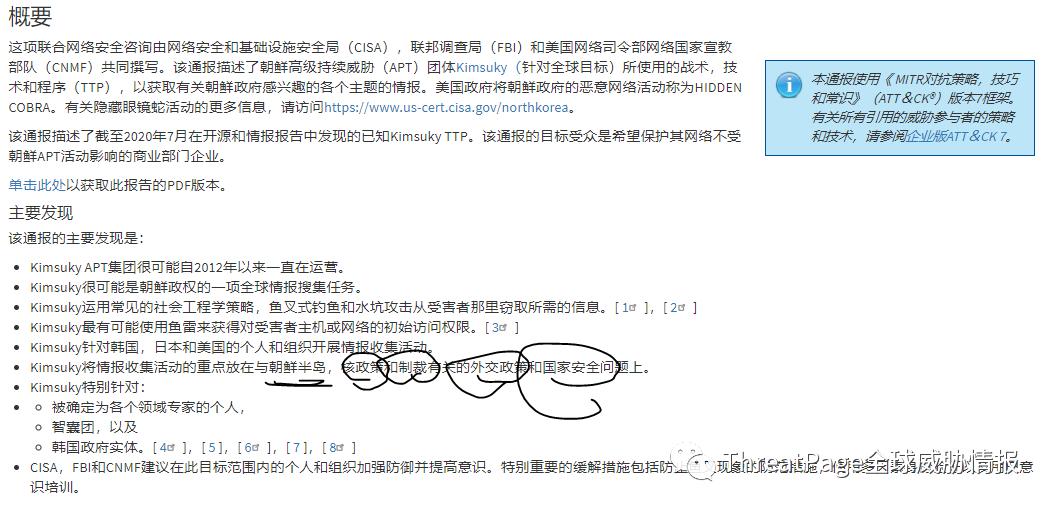 概要
这项联合网络安全咨询由网络安全和基础设施安全局（CISA），联邦调查局（FBI）和美国网络司令部网络国家宣教
部队（CNMF）共同撰写。该通报描述了朝鲜高级持续威胁（APT）团体Kimsuky（针对全球目标）所使用的战术，技
术和程序（TTP），以获取有关朝鲜政府感兴趣的各个主题的情报。美国政府将朝鲜政府的恶意网络活动称为HIDDEN
COBRA。有关隐藏眼镜蛇活动的更多信息，请访问https://www.us-cert.cisa.gov/northkorea。
该通报描述了截至2020年7月在开源和情报报告中发现的已知Kimsuky TTP。该通报的目标受众是希望保护其网络不受
朝鲜APT活动影响的商业部门企业。
单击此处以获取此报告的PDF版本。
本通报使用《 MITR对抗策略，技巧
和常识》（ATT＆CK®）版本7框架。
有关所有引用的威胁参与者的策略
和技术，请参阅企业版ATT＆CK 7。
主要发现
该通报的主要发现是：
Kimsuky APT集团很可能自2012年以来一直在运营。
Kimsuky很可能是朝鲜政权的一项全球情报搜集任务。
Kimsuky运用常见的社会工程学策略，鱼叉式钓鱼和水坑攻击从受害者那里窃取所需的信息。[ 1 ]，[ 2 ]
Kimsuky最有可能使用鱼雷来获得对受害者主机或网络的初始访问权限。[ 3 ]
Kimsuky针对韩国，日本和美国的个人和组织开展情报收集活动。
Kimsuky将情报收集活动的重点放在与朝鲜半岛，核政策和制裁有关的外交政策和国家安全问题上。
Kimsuky特别针对：
被确定为各个领域专家的个人，
智囊团，以及
韩国政府实体。[ 4 ]，[ 5 ]，[ 6 ]，[ 7 ]，[ 8 ]
CISA，FBI和CNMF建议在此目标范围内的个人和组织加强防御并提高意识。特别重要的缓解措施包括防
识培训。
ThreatPage全球威胁情报